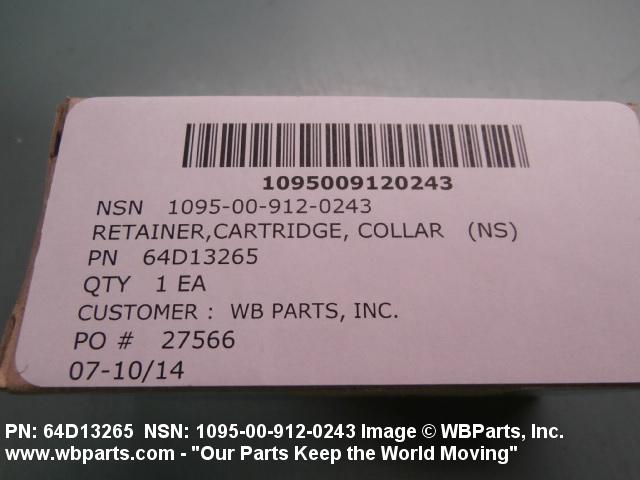 1095009120243
NSN 1095-00-912-0243
RETAINER,CARTRIDGE, COLLAR (NS)
PN 64D13265
QTY 1 EA
CUSTOMER : WB PARTS, INC.
PO # 27566
07-10/14
PN: 64D13265 NSN: 1095-00-912-0243 Image © WBParts, Inc.
www.wbparts.com - "Our Parts Keep the World Moving"